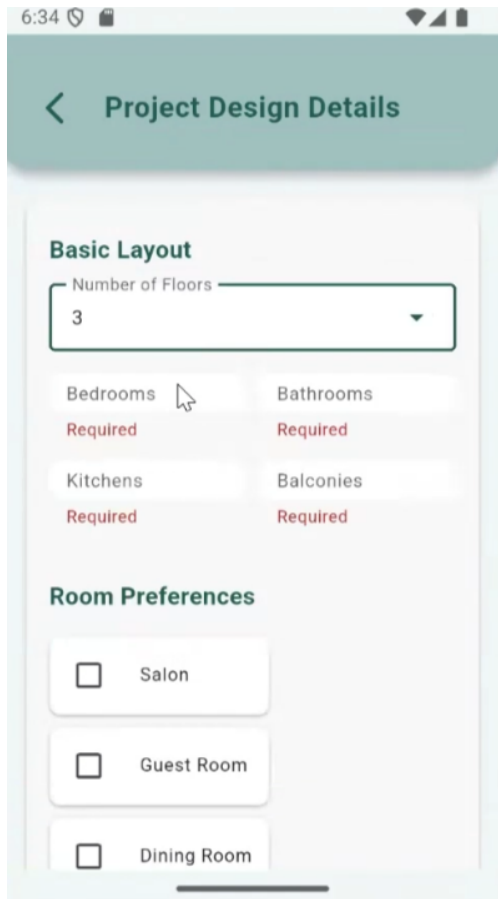 6:34
Project Design Details
Basic Layout
Number of Floors
3
Bedrooms Bathrooms
Required Required
Kitchens Balconies
Required Required
Room Preferences
Salon
Guest Room
Dining Room